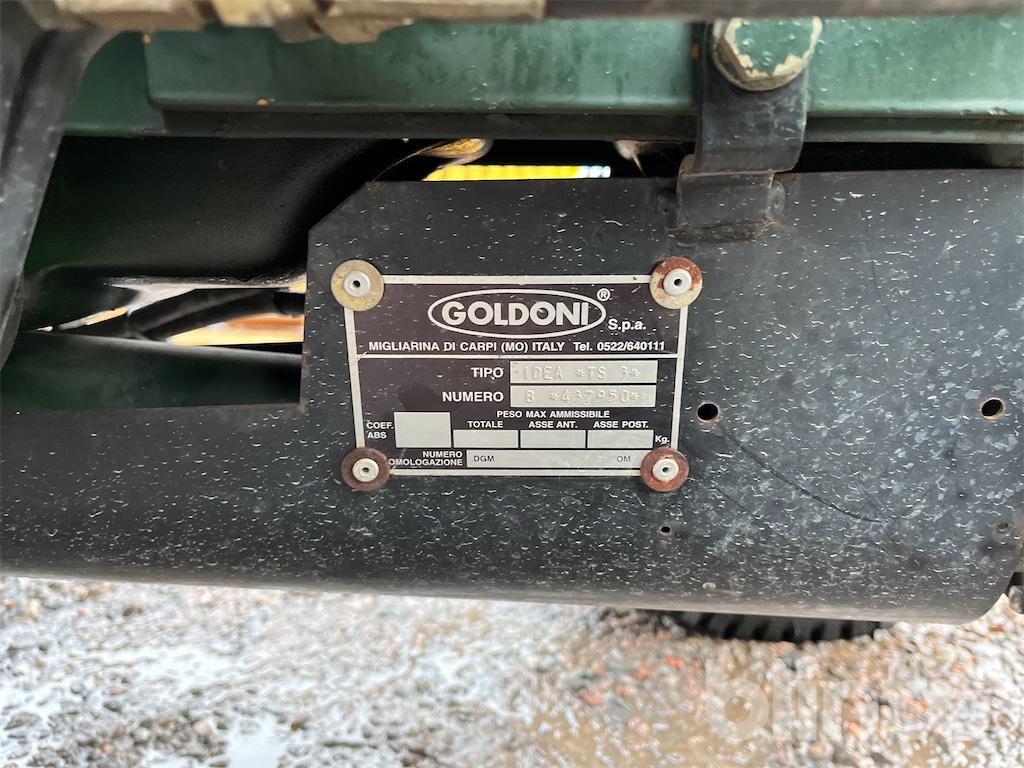 GOLDONI ® S.p.a.
MIGLIARINA DI CARPI (MO) ITALY Tel. 0522/640111
TIPO IDEA *TS 3*
NUMERO B *437950*
PESO MAX AMMISSIBILE
COEF. ABS TOTALE ASSE ANT. ASSE POST. Kg.
NUMERO
OMOLOGAZIONE DGM OM